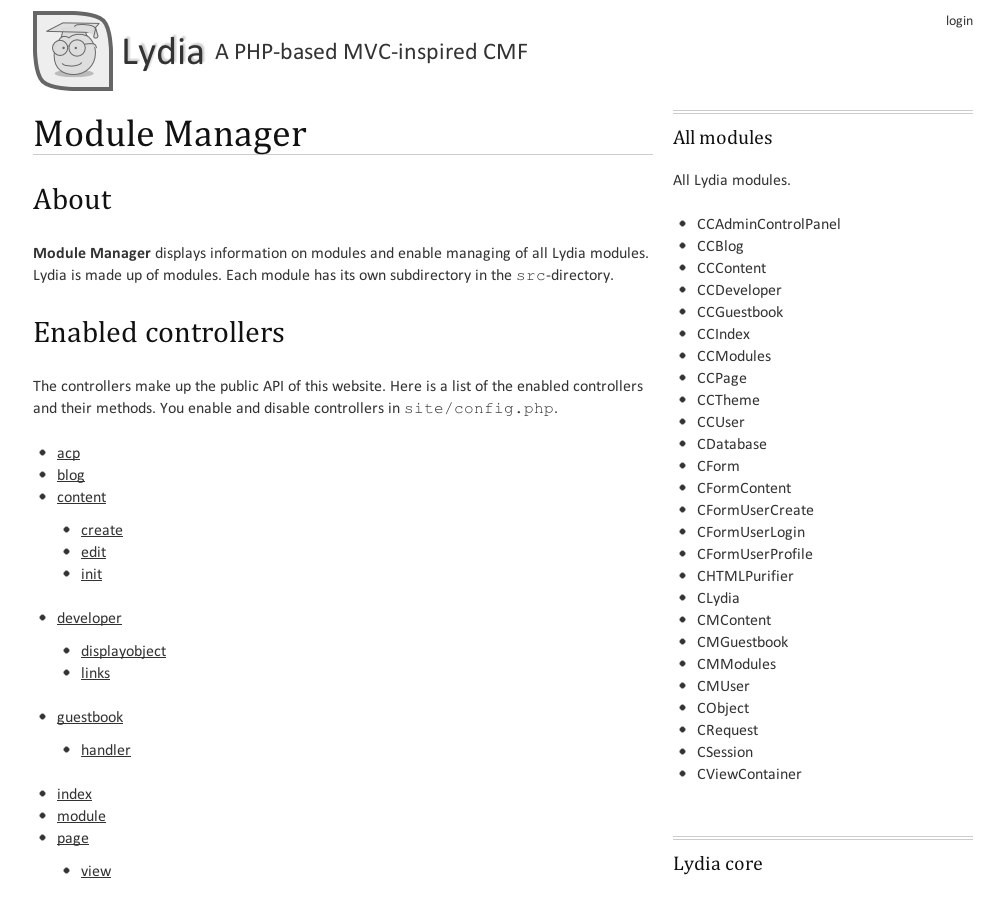 login
Lydia A PHP-based MVC-inspired CMF
Module Manager
About
Module Manager displays information on modules and enable managing of all Lydia modules.
Lydia is made up of modules. Each module has its own subdirectory in the src-directory.
Enabled controllers
The controllers make up the public API of this website. Here is a list of the enabled controllers
and their methods. You enable and disable controllers in site/config.php.
acp
blog
content
create
edit
init
developer
displayobject
links
guestbook
handler
index
module
page
view
All modules
All Lydia modules.
CCAdminControlPanel
CCBlog
CCContent
CCDeveloper
CCGuestbook
CCIndex
CCModules
CCPage
CCTheme
CCUser
CDatabase
CForm
CFormContent
CFormUserCreate
CFormUserLogin
CFormUserProfile
CHTMLPurifier
CLydia
CMContent
CMGuestbook
CMModules
CMUser
CObject
CRequest
CSession
CViewContainer
Lydia core